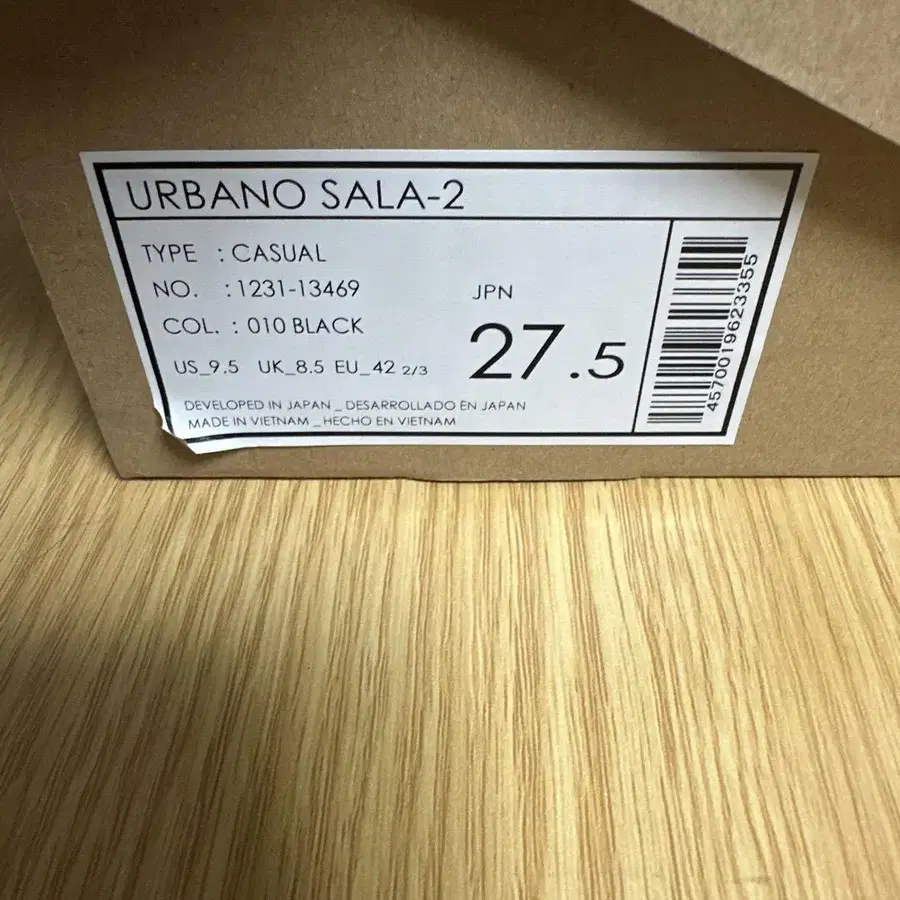 URBANO SALA-2
TYPE : CASUAL
NO. : 1231-13469
COL. : 010 BLACK
US_9.5 UK_8.5 EU_42 2/3
JPN
27.5
DEVELOPED IN JAPAN _ DESARROLLADO EN JAPAN
MADE IN VIETNAM _ HECHO EN VIETNAM
4570019623355